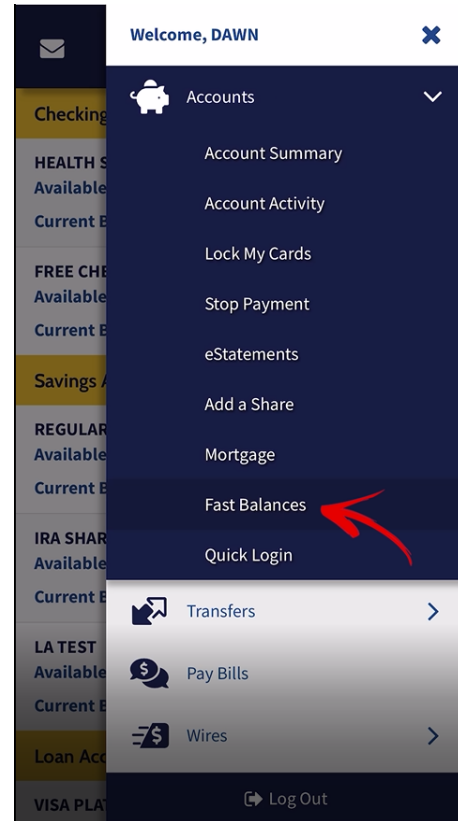 Welcome, DAWN
Accounts
Account Summary
Account Activity
Lock My Cards
Stop Payment
eStatements
Add a Share
Mortgage
Fast Balances
Quick Login
Transfers
Pay Bills
Wires
Log Out
Checking
HEALTH S
Available
Current B
FREE CHE
Available
Current B
Savings A
REGULAR
Available
Current B
IRA SHAR
Available
Current B
LA TEST
Available
Current B
Loan Acc
VISA PLA